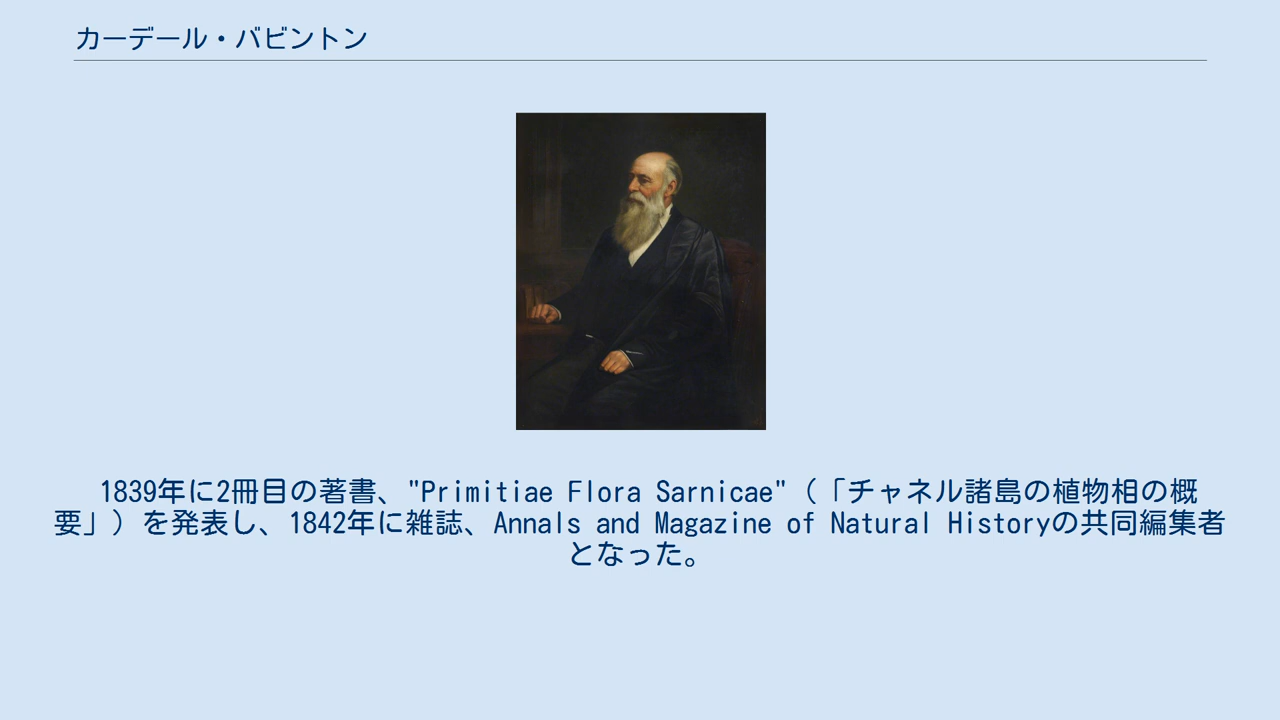 カーデール・バビントン
1839年に2冊目の著書、"Primitiae Flora Sarnicae"（「チャネル諸島の植物相の概
要」）を発表し、1842年に雑誌、Annals and Magazine of Natural Historyの共同編集者
となった。